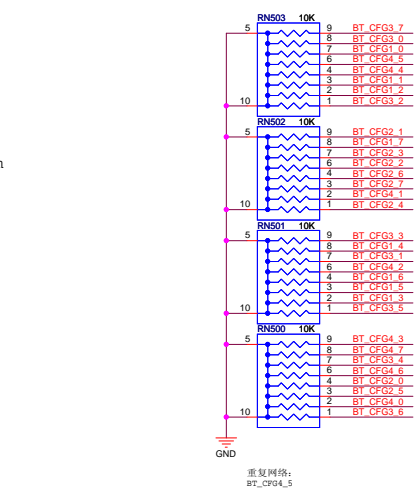 RN503 10K
5 9 BT_CFG3_7
8 BT_CFG3_0
7 BT_CFG1_0
6 BT_CFG4_5
4 BT_CFG4_4
3 BT_CFG1_1
2 BT_CFG1_2
10 1 BT_CFG3_2
RN502 10K
5 9 BT_CFG2_1
8 BT_CFG1_7
7 BT_CFG2_3
6 BT_CFG2_2
4 BT_CFG2_6
n
3 BT_CFG2_7
2 BT_CFG4_1
10 1 BT_CFG2_4
RN501 10K
5 9 BT_CFG3_3
8 BT_CFG1_4
7 BT_CFG3_1
6 BT_CFG4_2
4 BT_CFG1_6
3 BT_CFG1_5
2 BT_CFG1_3
10 1 BT_CFG3_5
RN500 10K
5 9 BT_CFG4_3
8 BT_CFG4_7
7 BT_CFG3_4
6 BT_CFG4_6
4 BT_CFG2_0
3 BT_CFG2_5
2 BT_CFG4_0
10 1 BT_CFG3_6
GND
重复网络:
BT_CFG4_5